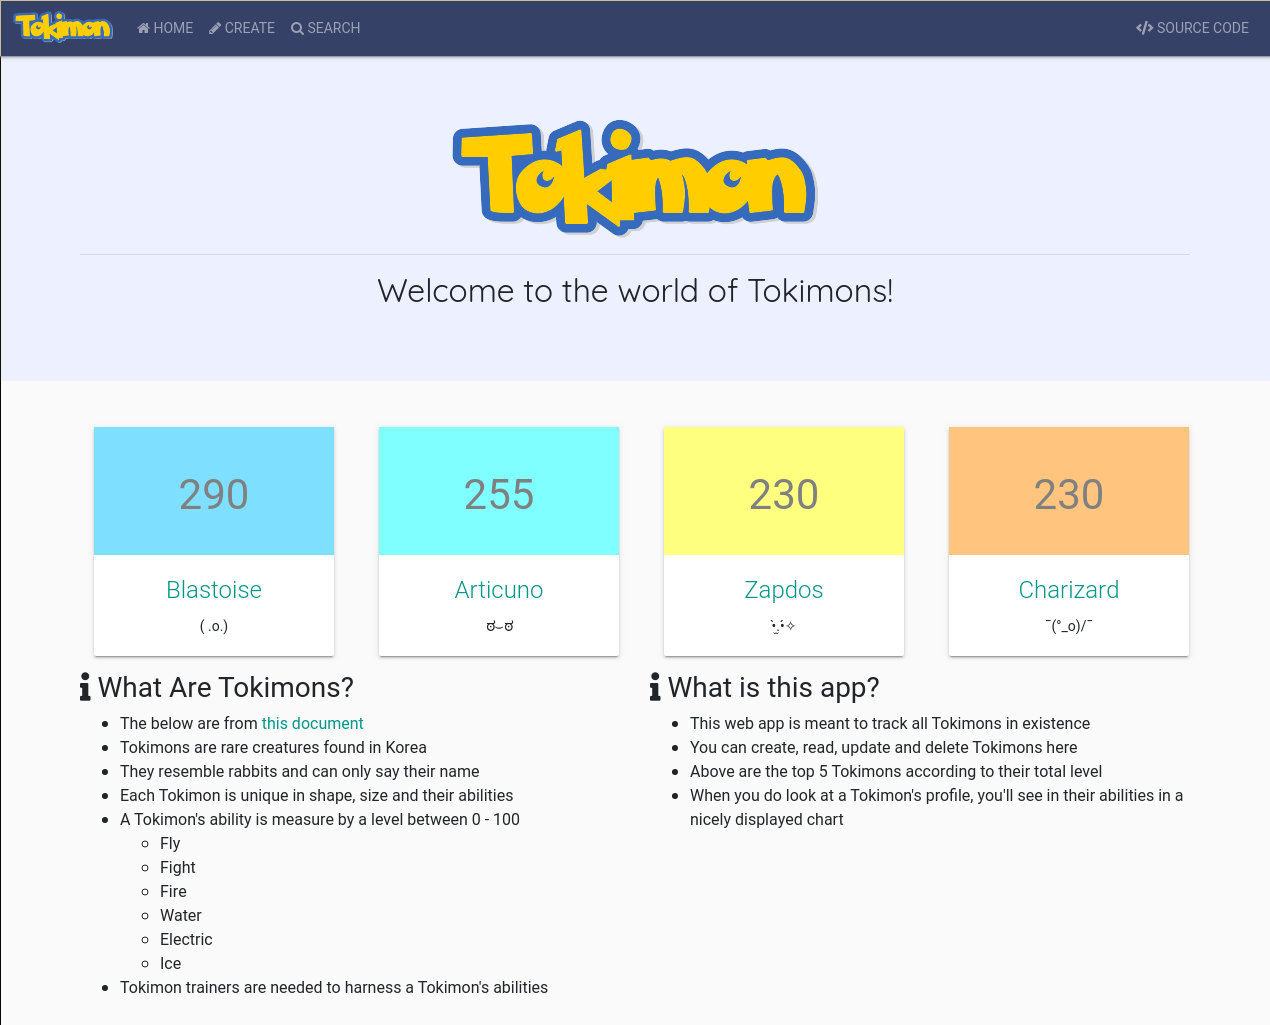 Tokimon HOME CREATE SEARCH SOURCE CODE
Tokimon
Welcome to the world of Tokimons!
290
Blastoise
( .o.)
255
Articuno
ಠ⌣ಠ
230
Zapdos
230
Charizard
¯(°_o)/¯
What Are Tokimons?
The below are from this document
Tokimons are rare creatures found in Korea
They resemble rabbits and can only say their name
Each Tokimon is unique in shape, size and their abilities
A Tokimon's ability is measure by a level between 0 - 100
Fly
Fight
Fire
Water
Electric
Ice
Tokimon trainers are needed to harness a Tokimon's abilities
What is this app?
This web app is meant to track all Tokimons in existence
You can create, read, update and delete Tokimons here
Above are the top 5 Tokimons according to their total level
When you do look at a Tokimon's profile, you'll see in their abilities in a
nicely displayed chart